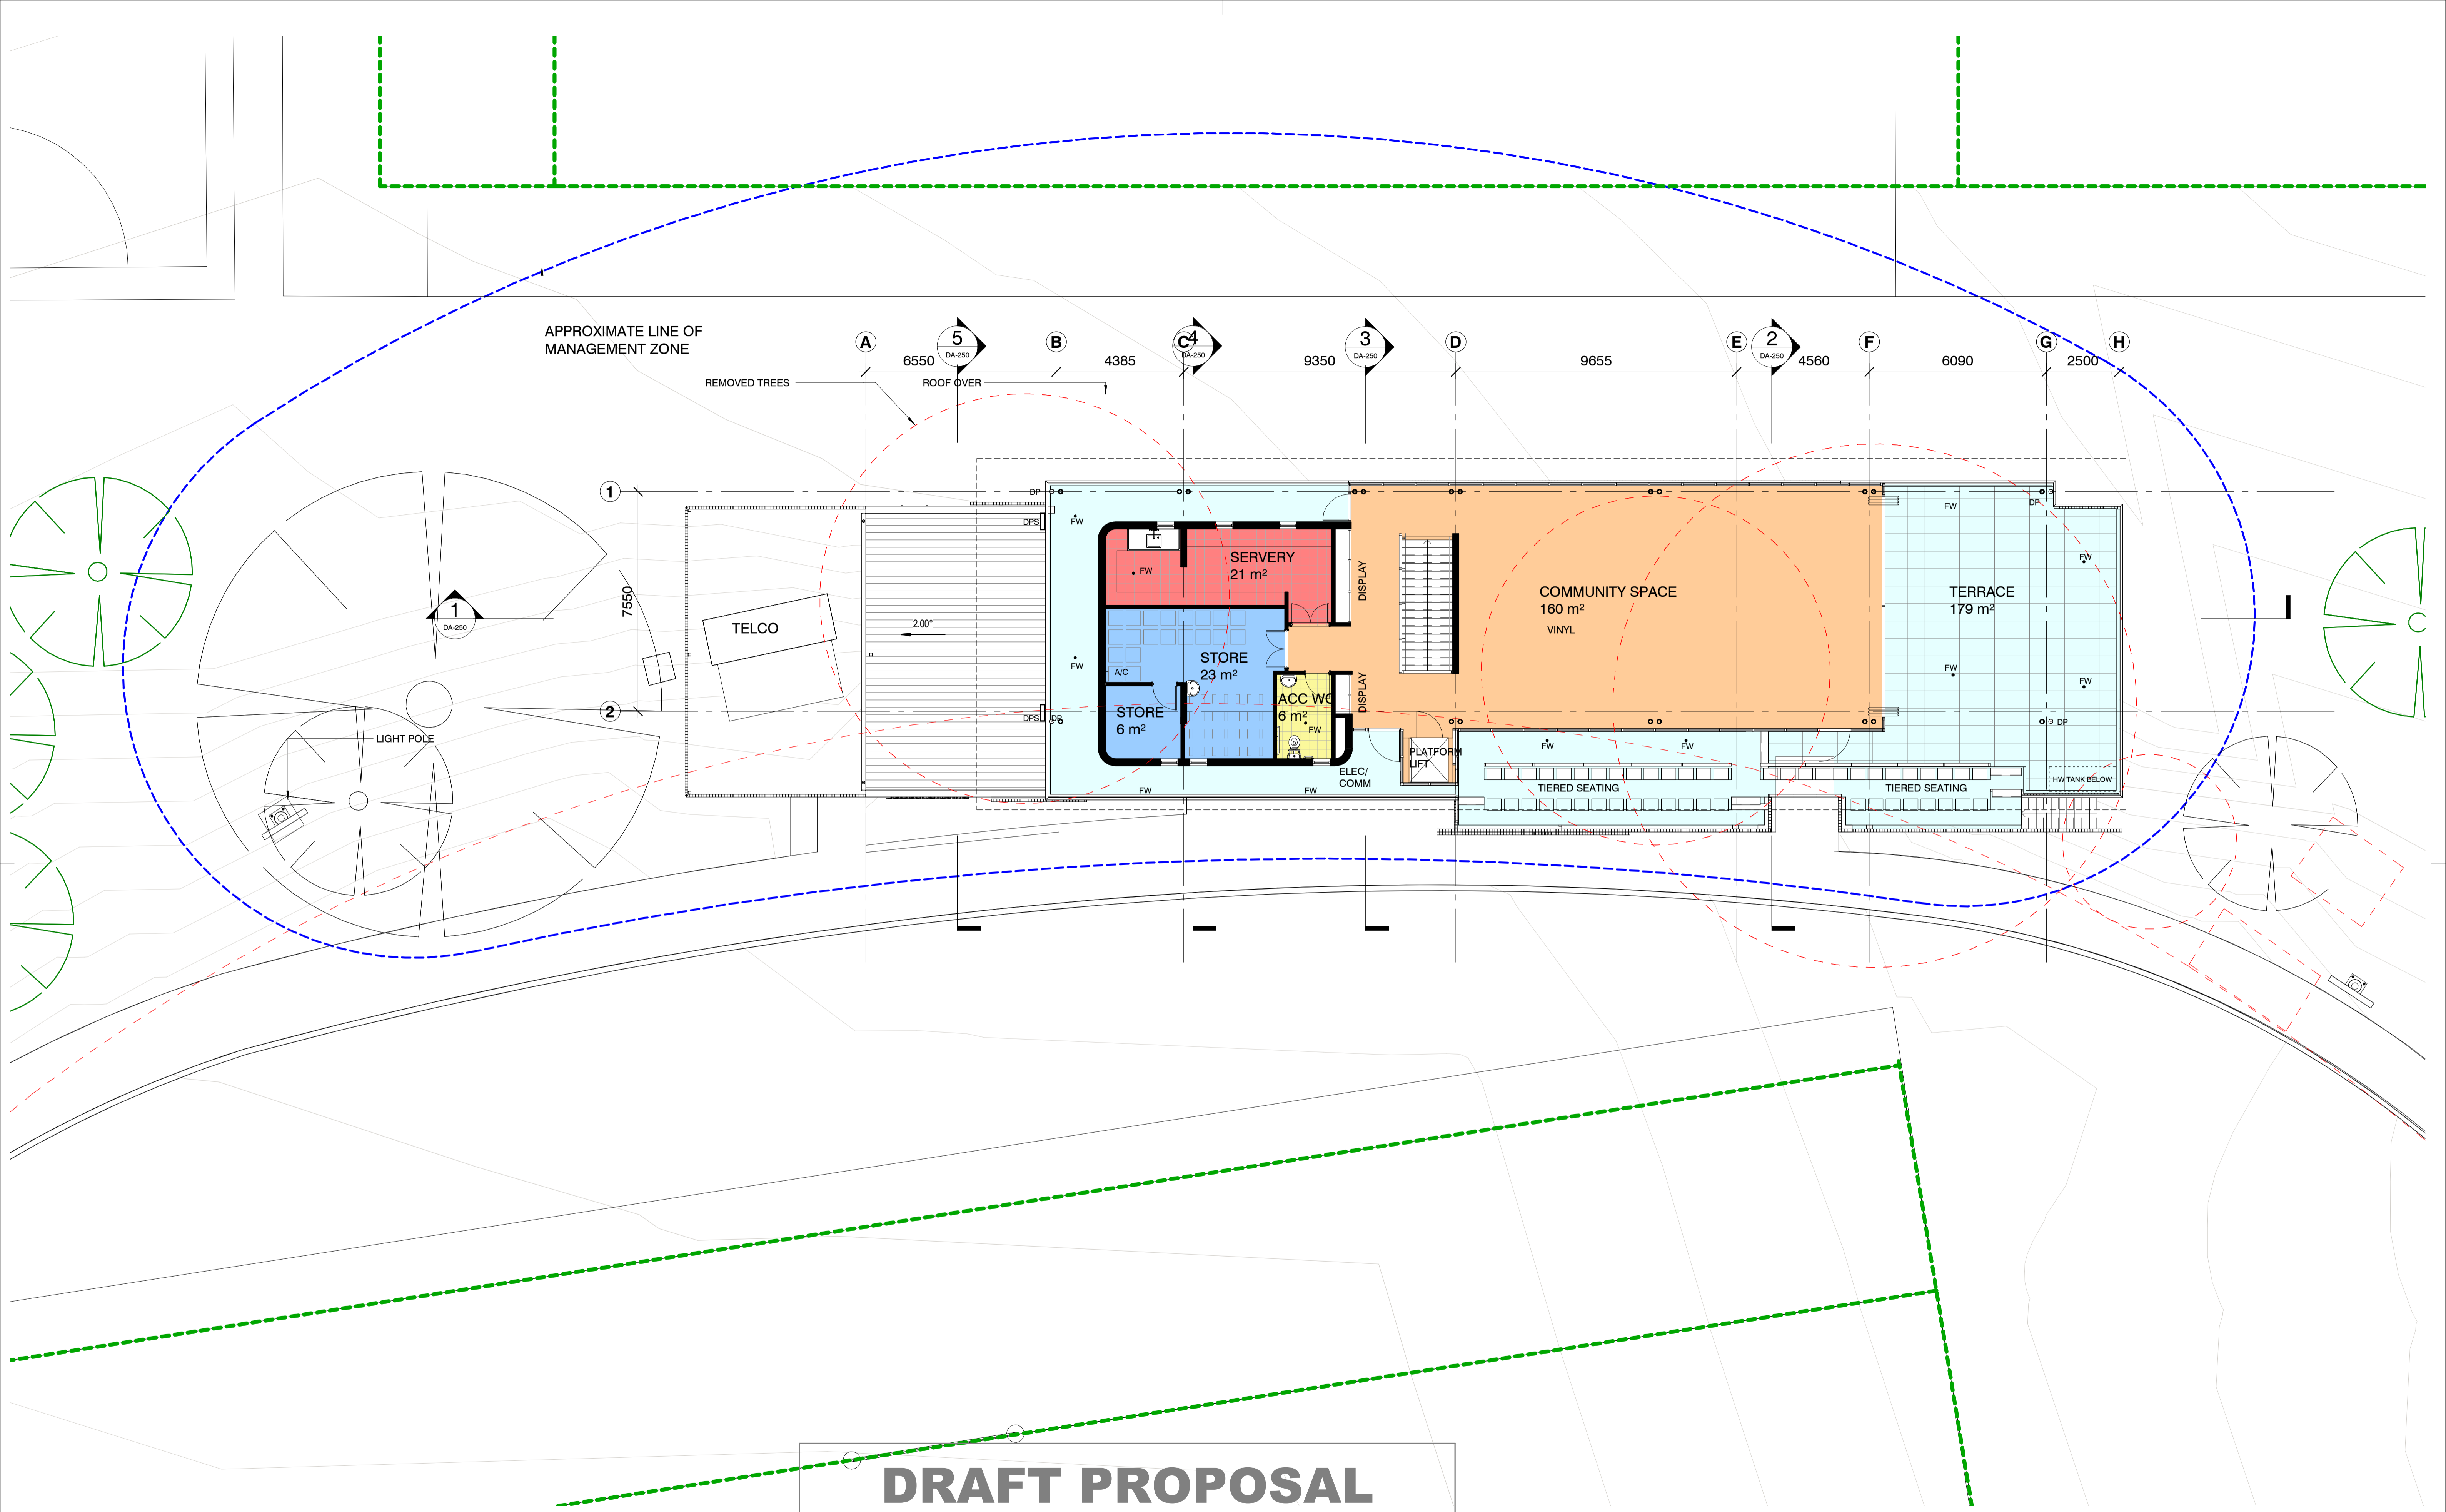 APPROXIMATE LINE OF
MANAGEMENT ZONE
A
5
DA-250
B
C
4
DA-250
3
DA-250
D
E
2
DA-250
F
G
H
6550
4385
9350
9655
4560
6090
2500
REMOVED TREES
ROOF OVER
1
DP
DPS
FW
FW
DP
FW
SERVERY
21 m²
FW
DISPLAY
COMMUNITY SPACE
160 m²
VINYL
TERRACE
179 m²
7550
1
DA-250
TELCO
2.00°
STORE
23 m²
FW
A/C
FW
FW
DISPLAY
ACC WC
6 m²
FW
STORE
6 m²
2
DPS
DP
DP
LIGHT POLE
PLATFORM
LIFT
FW
FW
ELEC/
COMM
FW
FW
TIERED SEATING
TIERED SEATING
HW TANK BELOW
DRAFT PROPOSAL